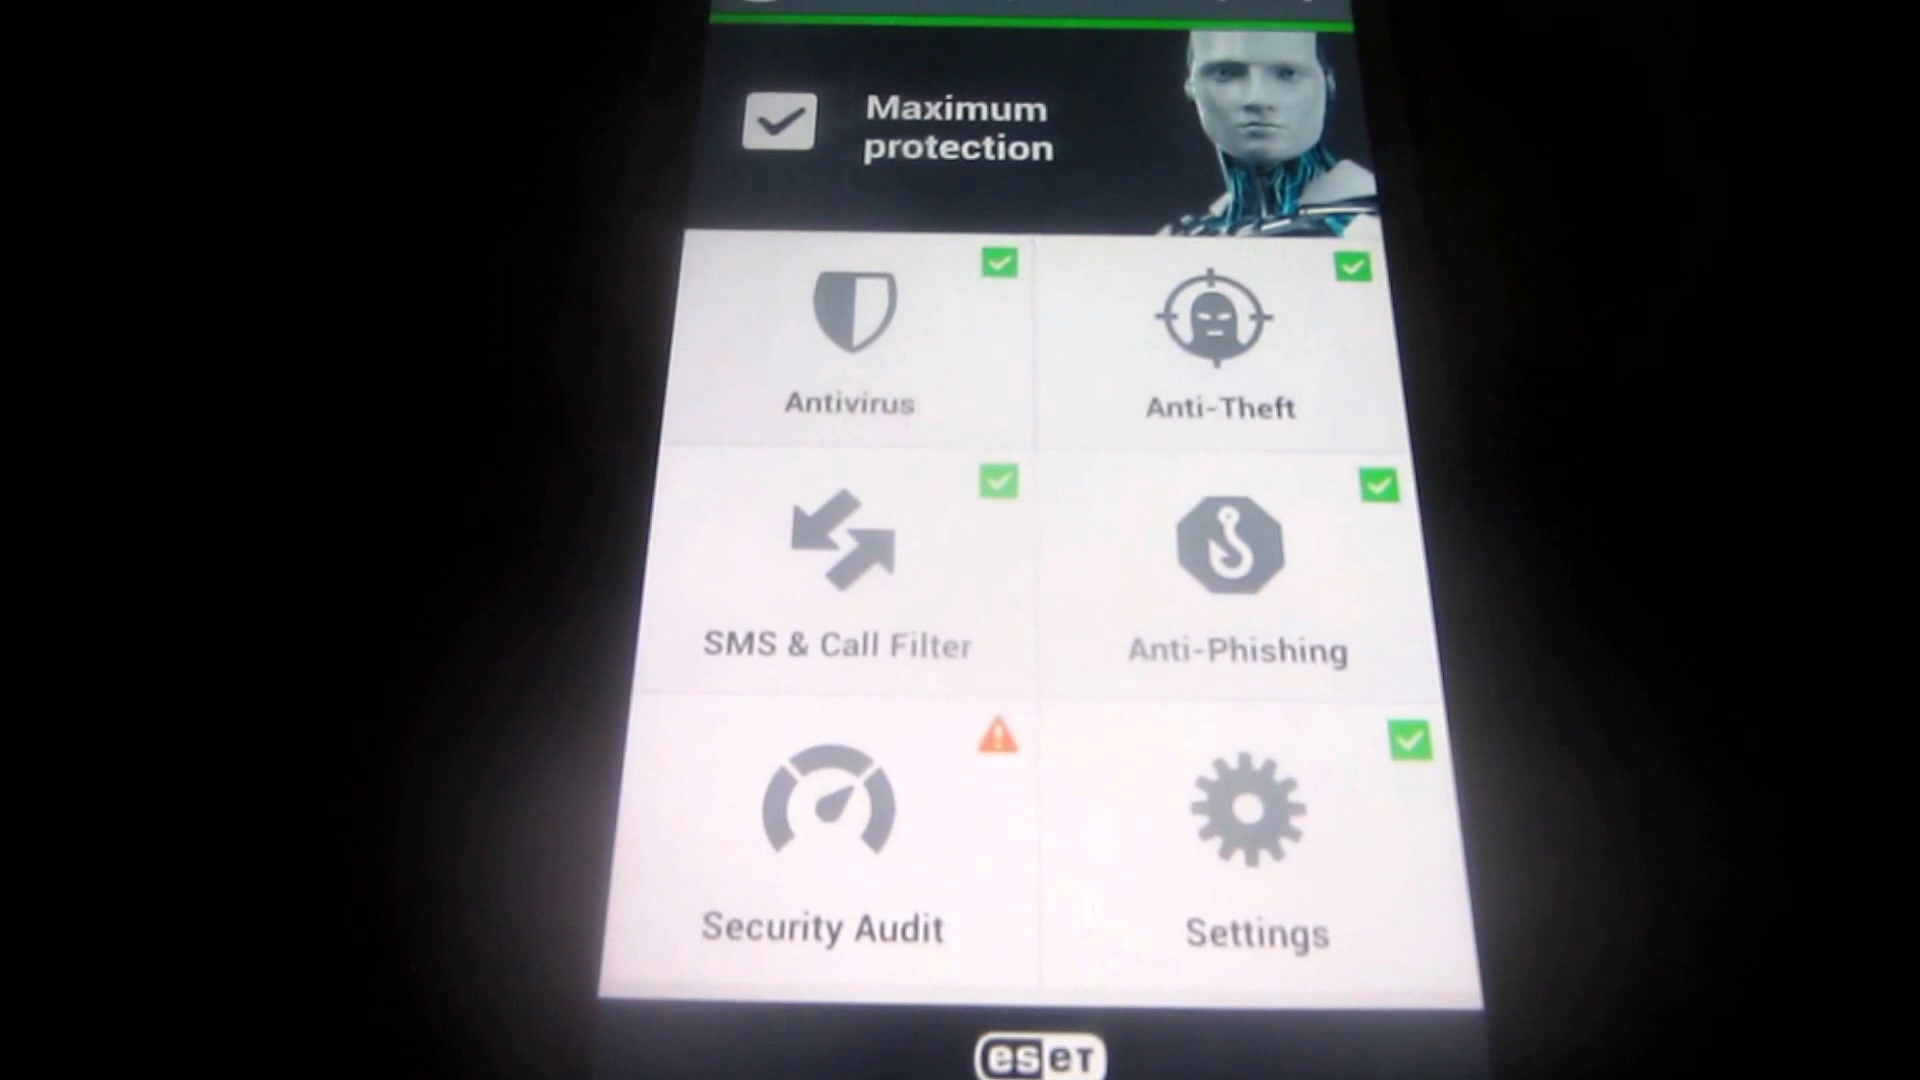 Maximum
protection
Antivirus
Anti-Theft
SMS & Call Filter
Anti-Phishing
Security Audit
Settings
eseT